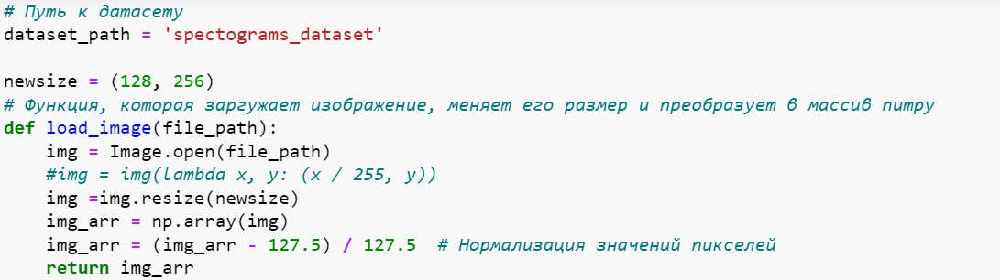 # Путь к датасету
dataset_path = 'spectograms_dataset'
newsize = (128, 256)
# Функция, которая заргужает изображение, меняет его размер и преобразует в массив питру
def load_image(file_path):
    img = Image.open(file_path)
    #img = img(lambda x, y: (x / 255, y))
    img =img.resize(newsize)
    img_arr = np.array(img)
    img_arr = (img_arr - 127.5) / 127.5  # Нормализация значений пикселей
    return img_arr